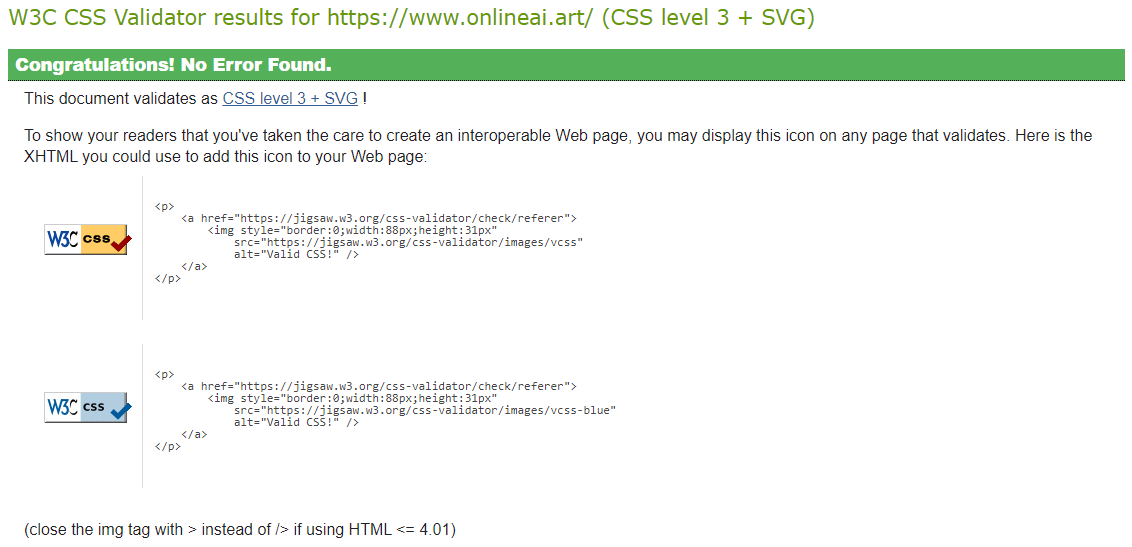 W3C CSS Validator results for https://www.onlineai.art/ (CSS level 3 + SVG)
Congratulations! No Error Found.
This document validates as CSS level 3 + SVG !
To show your readers that you've taken the care to create an interoperable Web page, you may display this icon on any page that validates. Here is the
XHTML you could use to add this icon to your Web page:
W3C css
<p>
<a href="https://jigsaw.w3.org/css-validator/check/referer">
<img style="border:0;width:88px;height:31px"
src="https://jigsaw.w3.org/css-validator/images/vcss"
alt="Valid CSS!" />
</a>
</p>
W3C css
<p>
<a href="https://jigsaw.w3.org/css-validator/check/referer">
<img style="border:0;width:88px;height:31px"
src="https://jigsaw.w3.org/css-validator/images/vcss-blue"
alt="Valid CSS!" />
</a>
</p>
(close the img tag with > instead of /> if using HTML <= 4.01)